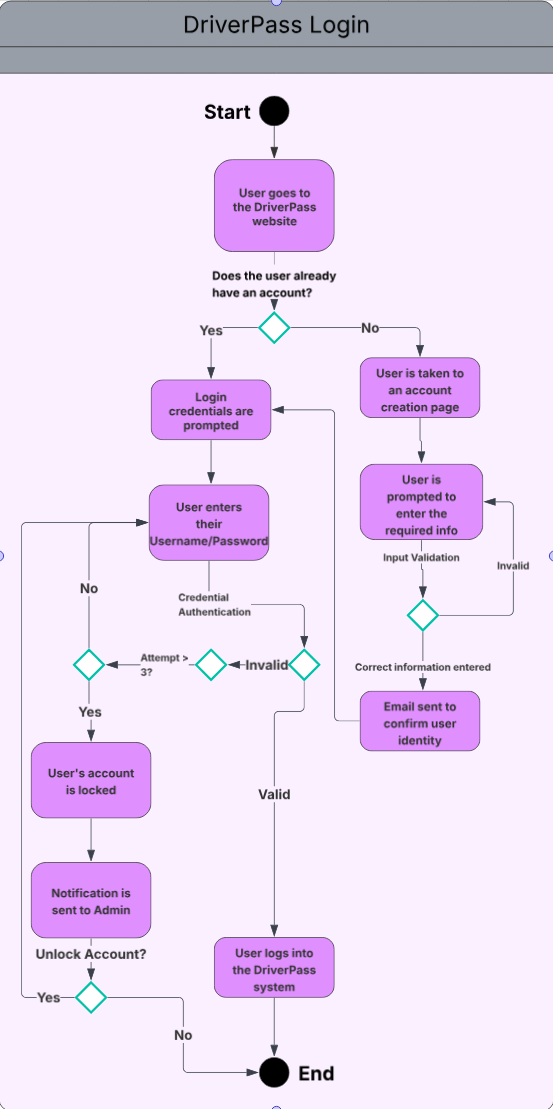 DriverPass Login
Start
User goes to
the DriverPass
website
Does the user already
have an account?
Yes
No
Login
credentials are
prompted
User is taken to
an account
creation page
User enters
their
Username/Password
User is
prompted to
enter the
required info
Input Validation
Invalid
No
Credential
Authentication
Attempt >
3?
Invalid
Correct information entered
Yes
Email sent to
confirm user
identity
User's account
is locked
Valid
Notification is
sent to Admin
Unlock Account?
User logs into
the DriverPass
system
Yes
No
End